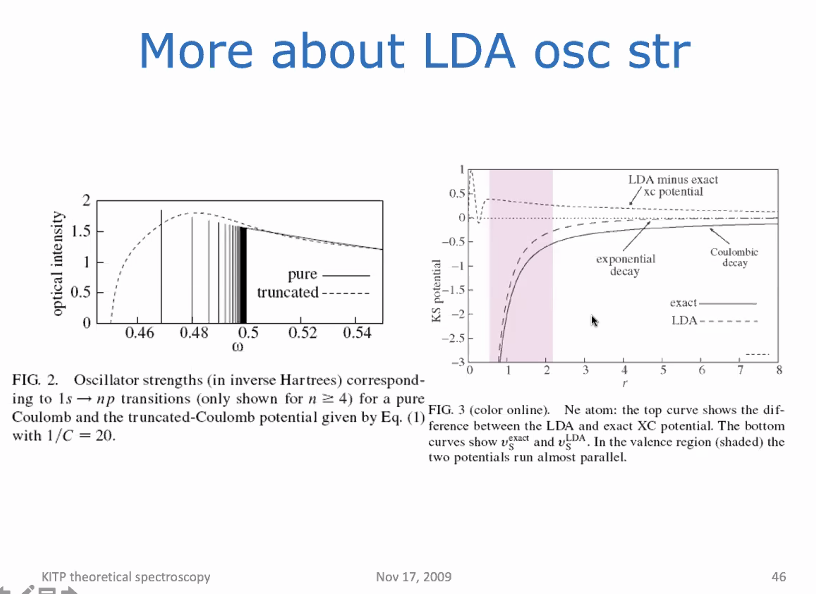 More about LDA osc str
optical intensity
2
1.5
1
0.5
0
0.46 0.48 0.5 0.52 0.54
ω
pure
truncated
FIG. 2. Oscillator strengths (in inverse Hartrees) correspond-
ing to 1s → np transitions (only shown for n ≥ 4) for a pure
Coulomb and the truncated-Coulomb potential given by Eq. (1)
with 1/C = 20.
KS potential
1
0.5
0
−0.5
−1
−1.5
−2
−2.5
−3
0 1 2 3 4 5 6 7 8
r
LDA minus exact
xc potential
exponential
decay
Coulombic
decay
exact
LDA
FIG. 3 (color online). Ne atom: the top curve shows the dif-
ference between the LDA and exact XC potential. The bottom
curves show v_S^exact and v_S^LDA. In the valence region (shaded) the
two potentials run almost parallel.
KITP theoretical spectroscopy
Nov 17, 2009
46